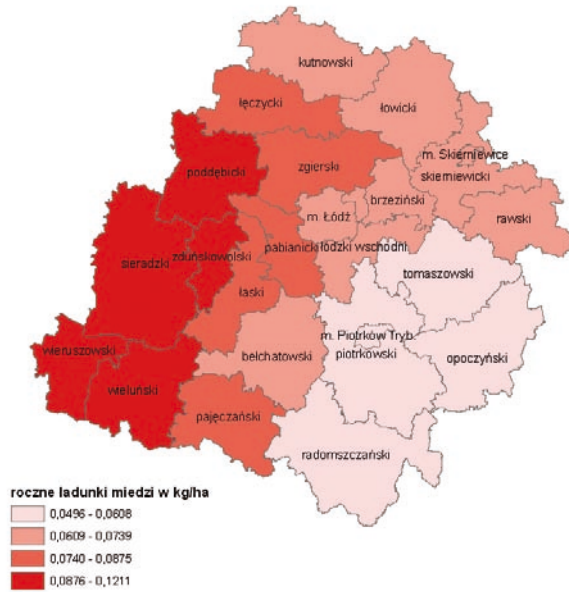 kutnowski
łęczycki
łowicki
m. Skierniewice
poddębicki
zgierski
skierniewicki
brzeziński
m. Łódź
rawski
zduńskowolski
pabianicki
łódzki wschodni
sieradzki
tomaszowski
łaski
m. Piotrków Tryb.
wieruszowski
bełchatowski
piotrkowski
opoczyński
wieluński
pajęczański
radomszczański
roczne ładunki miedzi w kg/ha
0,0496 - 0,0608
0,0609 - 0,0739
0,0740 - 0,0875
0,0876 - 0,1211